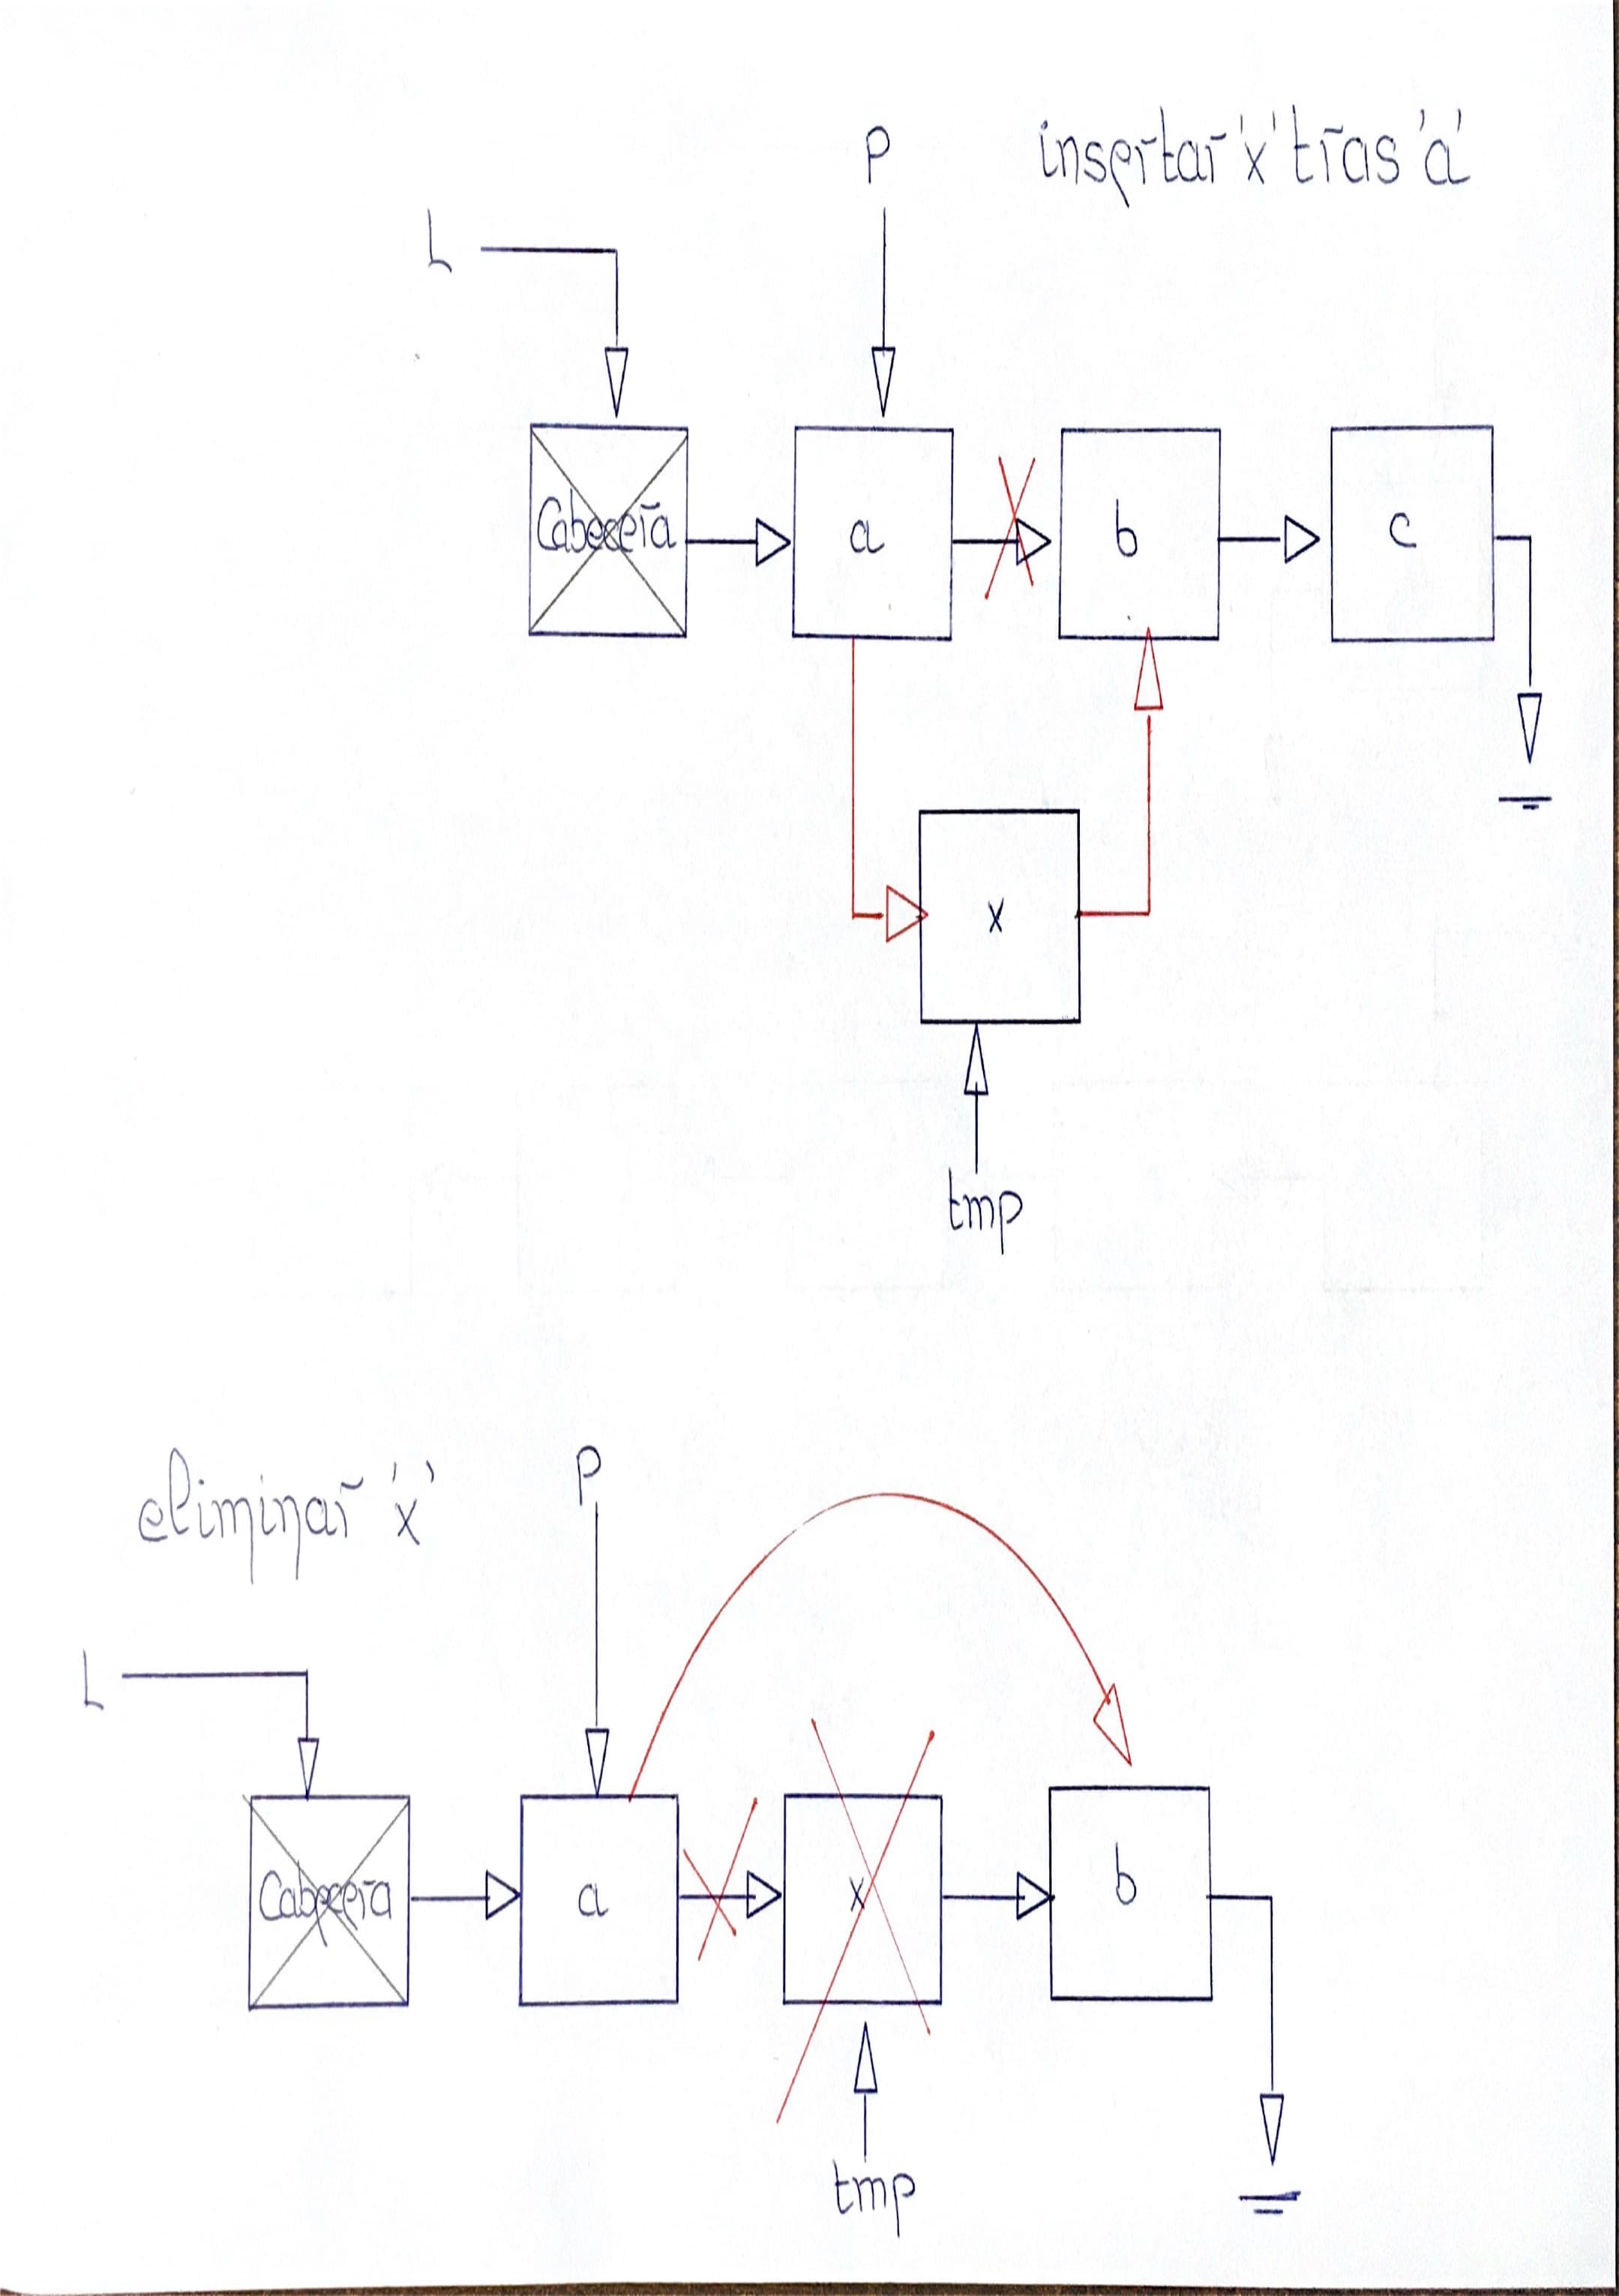 P
insertar 'x' tras 'a'
L
Cabecera
a
b
c
x
tmp
eliminar 'x'
P
L
Cabecera
a
x
b
tmp